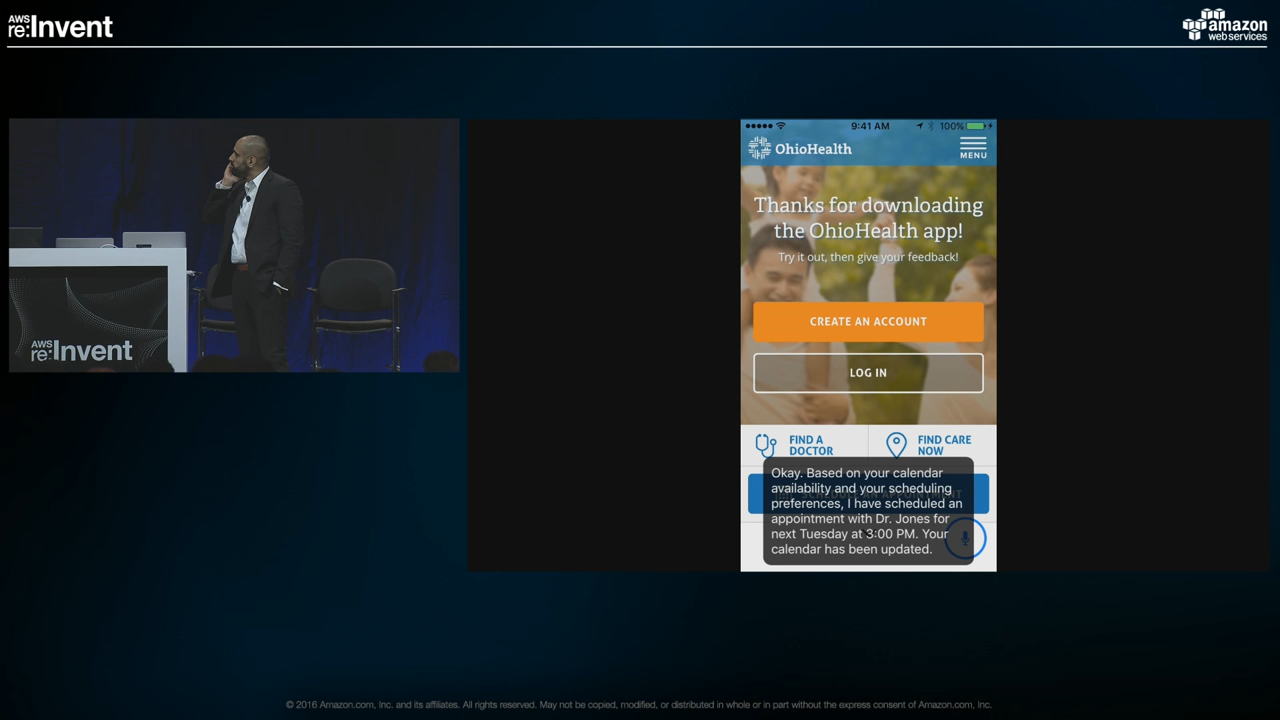 AWS
re:Invent
amazon
web services
AWS
re:Invent
9:41 AM
100%
OhioHealth
MENU
Thanks for downloading
the OhioHealth app!
Try it out, then give your feedback!
CREATE AN ACCOUNT
LOG IN
FIND A
DOCTOR
FIND CARE
NOW
SCHEDULE AN APPOINTMENT
Okay. Based on your calendar
availability and your scheduling
preferences, I have scheduled an
appointment with Dr. Jones for
next Tuesday at 3:00 PM. Your
calendar has been updated.
© 2016 Amazon.com, Inc. and its affiliates. All rights reserved. May not be copied, modified, or distributed in whole or in part without the express consent of Amazon.com, Inc.